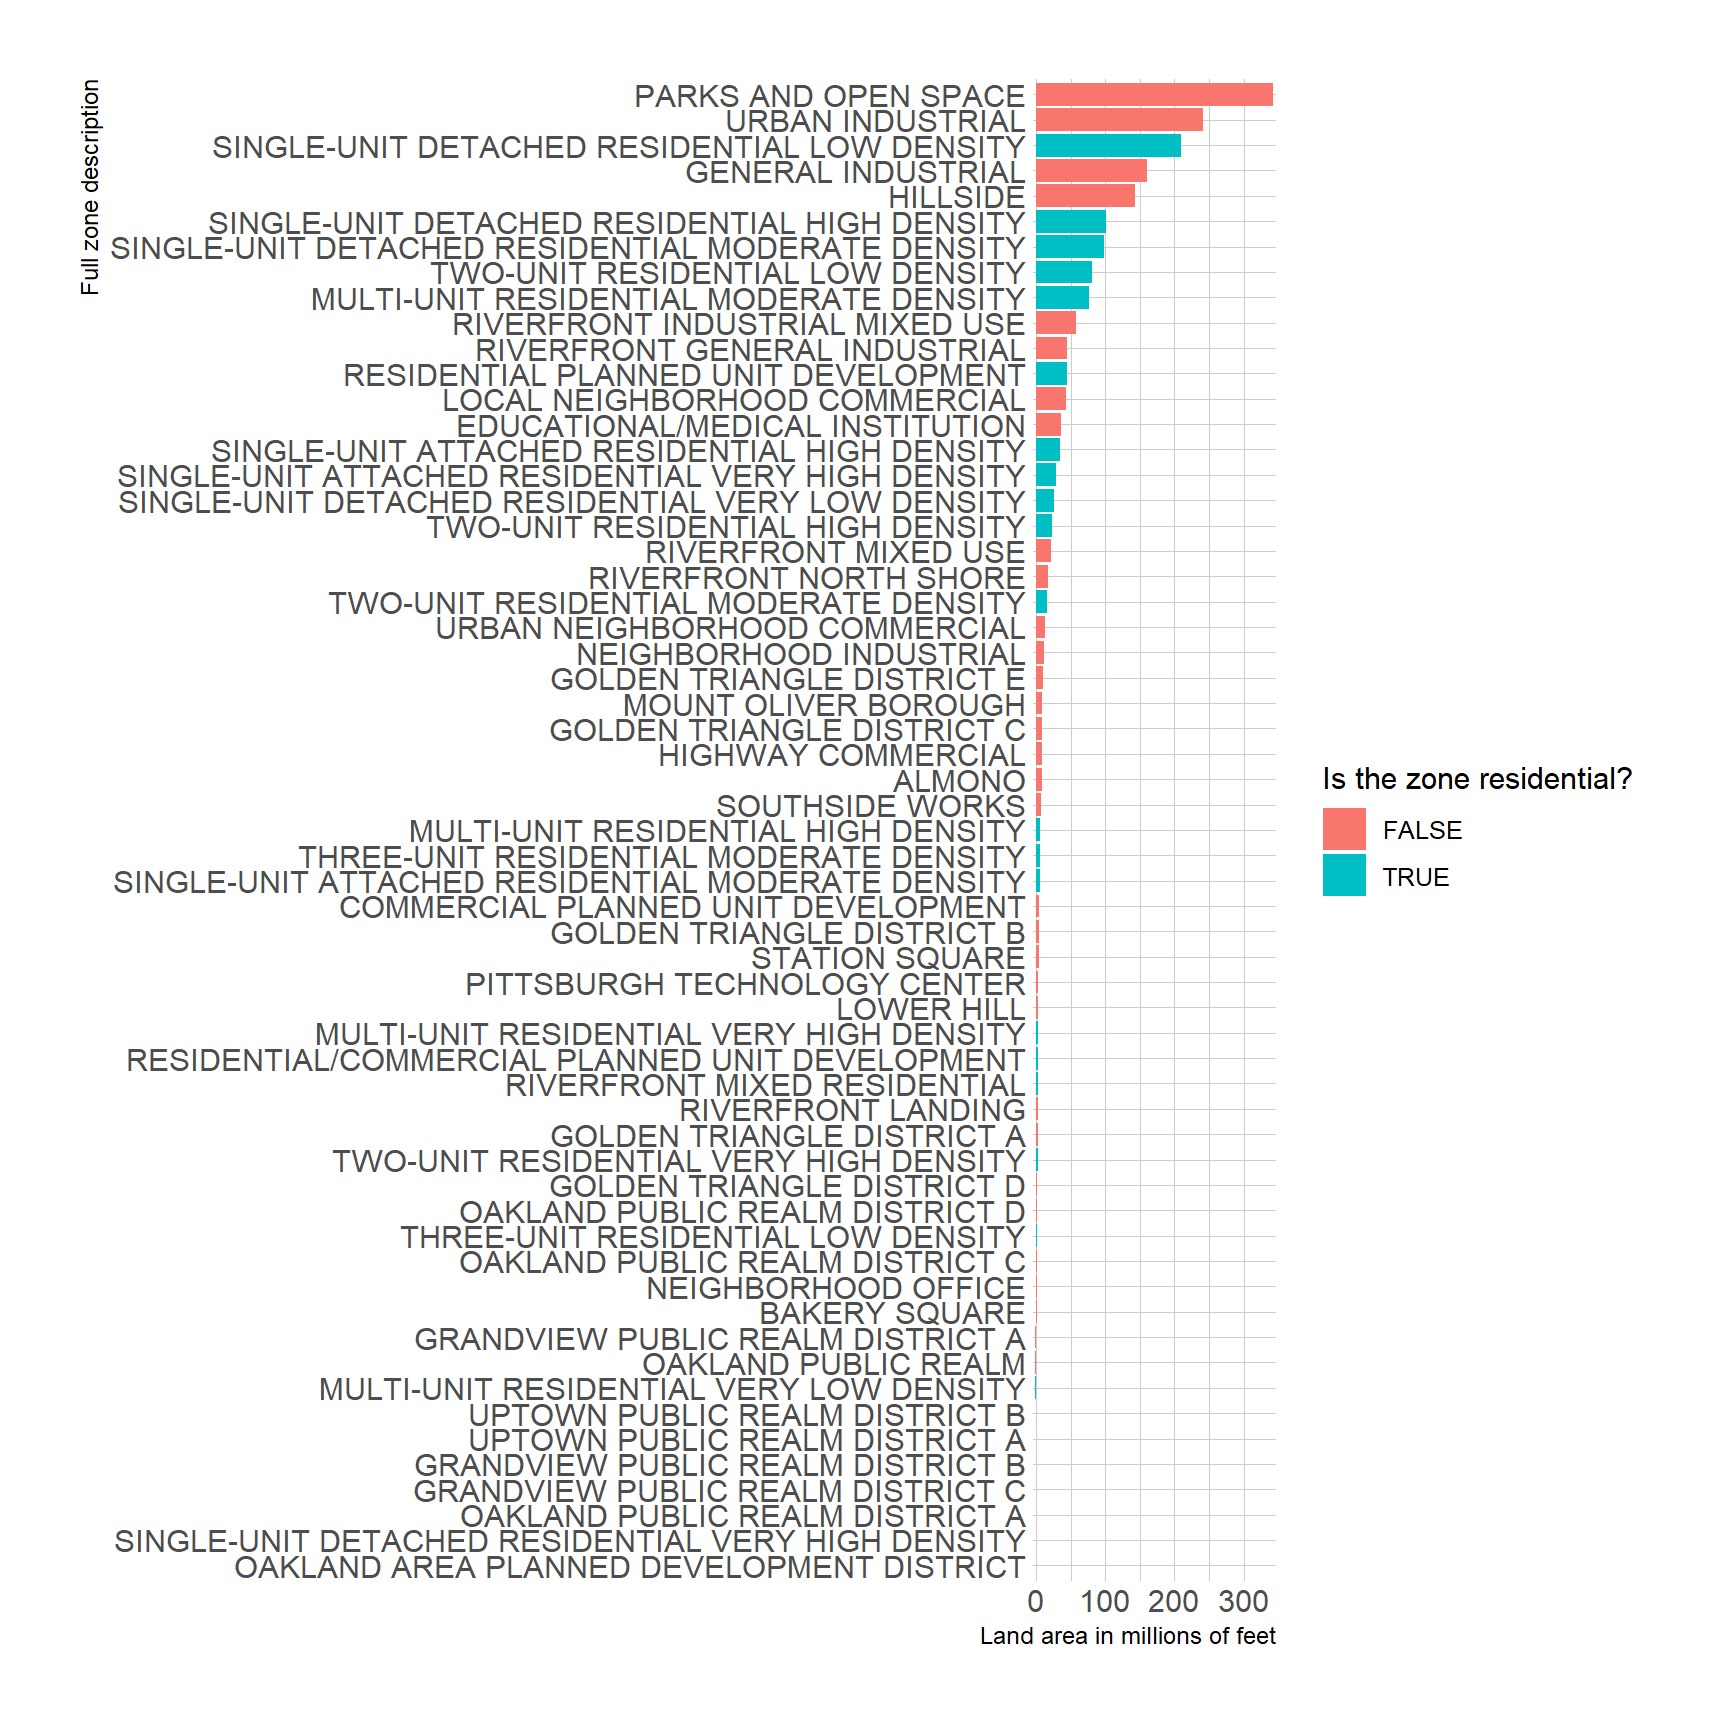 Full zone description
PARKS AND OPEN SPACE
URBAN INDUSTRIAL
SINGLE-UNIT DETACHED RESIDENTIAL LOW DENSITY
GENERAL INDUSTRIAL
HILLSIDE
SINGLE-UNIT DETACHED RESIDENTIAL HIGH DENSITY
SINGLE-UNIT DETACHED RESIDENTIAL MODERATE DENSITY
TWO-UNIT RESIDENTIAL LOW DENSITY
MULTI-UNIT RESIDENTIAL MODERATE DENSITY
RIVERFRONT INDUSTRIAL MIXED USE
RIVERFRONT GENERAL INDUSTRIAL
RESIDENTIAL PLANNED UNIT DEVELOPMENT
LOCAL NEIGHBORHOOD COMMERCIAL
EDUCATIONAL/MEDICAL INSTITUTION
SINGLE-UNIT ATTACHED RESIDENTIAL HIGH DENSITY
SINGLE-UNIT ATTACHED RESIDENTIAL VERY HIGH DENSITY
SINGLE-UNIT DETACHED RESIDENTIAL VERY LOW DENSITY
TWO-UNIT RESIDENTIAL HIGH DENSITY
RIVERFRONT MIXED USE
RIVERFRONT NORTH SHORE
TWO-UNIT RESIDENTIAL MODERATE DENSITY
URBAN NEIGHBORHOOD COMMERCIAL
NEIGHBORHOOD INDUSTRIAL
GOLDEN TRIANGLE DISTRICT E
MOUNT OLIVER BOROUGH
GOLDEN TRIANGLE DISTRICT C
HIGHWAY COMMERCIAL
ALMONO
SOUTHSIDE WORKS
MULTI-UNIT RESIDENTIAL HIGH DENSITY
THREE-UNIT RESIDENTIAL MODERATE DENSITY
SINGLE-UNIT ATTACHED RESIDENTIAL MODERATE DENSITY
COMMERCIAL PLANNED UNIT DEVELOPMENT
GOLDEN TRIANGLE DISTRICT B
STATION SQUARE
PITTSBURGH TECHNOLOGY CENTER
LOWER HILL
MULTI-UNIT RESIDENTIAL VERY HIGH DENSITY
RESIDENTIAL/COMMERCIAL PLANNED UNIT DEVELOPMENT
RIVERFRONT MIXED RESIDENTIAL
RIVERFRONT LANDING
GOLDEN TRIANGLE DISTRICT A
TWO-UNIT RESIDENTIAL VERY HIGH DENSITY
GOLDEN TRIANGLE DISTRICT D
OAKLAND PUBLIC REALM DISTRICT D
THREE-UNIT RESIDENTIAL LOW DENSITY
OAKLAND PUBLIC REALM DISTRICT C
NEIGHBORHOOD OFFICE
BAKERY SQUARE
GRANDVIEW PUBLIC REALM DISTRICT A
OAKLAND PUBLIC REALM
MULTI-UNIT RESIDENTIAL VERY LOW DENSITY
UPTOWN PUBLIC REALM DISTRICT B
UPTOWN PUBLIC REALM DISTRICT A
GRANDVIEW PUBLIC REALM DISTRICT B
GRANDVIEW PUBLIC REALM DISTRICT C
OAKLAND PUBLIC REALM DISTRICT A
SINGLE-UNIT DETACHED RESIDENTIAL VERY HIGH DENSITY
OAKLAND AREA PLANNED DEVELOPMENT DISTRICT
0 100 200 300
Land area in millions of feet
Is the zone residential?
FALSE
TRUE